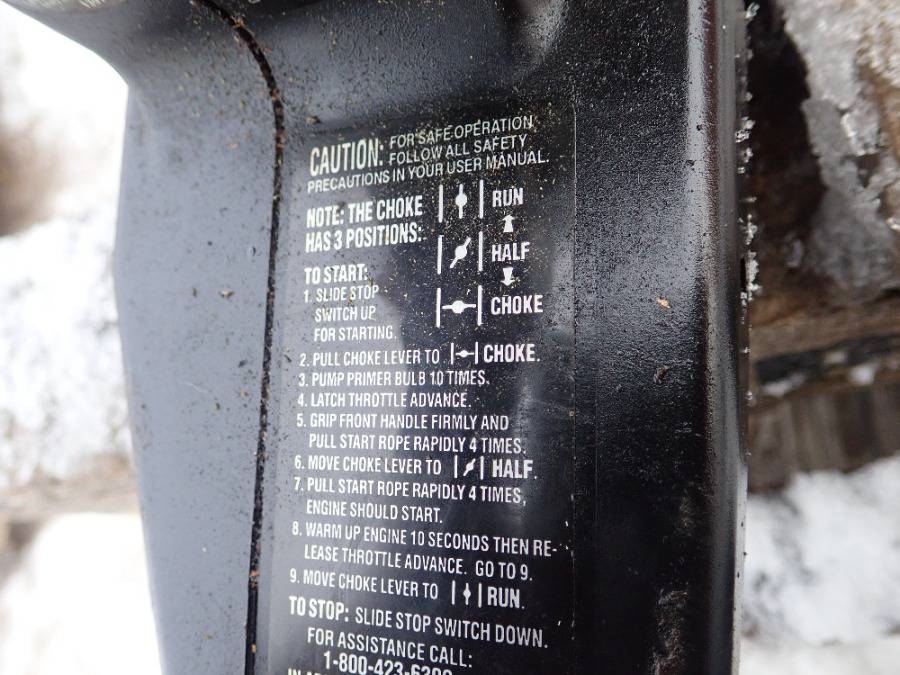 CAUTION: FOR SAFE OPERATION
FOLLOW ALL SAFETY
PRECAUTIONS IN YOUR USER MANUAL.
NOTE: THE CHOKE
HAS 3 POSITIONS:
RUN
HALF
CHOKE
TO START:
1. SLIDE STOP
SWITCH UP
FOR STARTING.
2. PULL CHOKE LEVER TO CHOKE.
3. PUMP PRIMER BULB 10 TIMES.
4. LATCH THROTTLE ADVANCE.
5. GRIP FRONT HANDLE FIRMLY AND
PULL START ROPE RAPIDLY 4 TIMES.
6. MOVE CHOKE LEVER TO HALF.
7. PULL START ROPE RAPIDLY 4 TIMES,
ENGINE SHOULD START.
8. WARM UP ENGINE 10 SECONDS THEN RE-
LEASE THROTTLE ADVANCE. GO TO 9.
9. MOVE CHOKE LEVER TO RUN.
TO STOP: SLIDE STOP SWITCH DOWN.
FOR ASSISTANCE CALL: